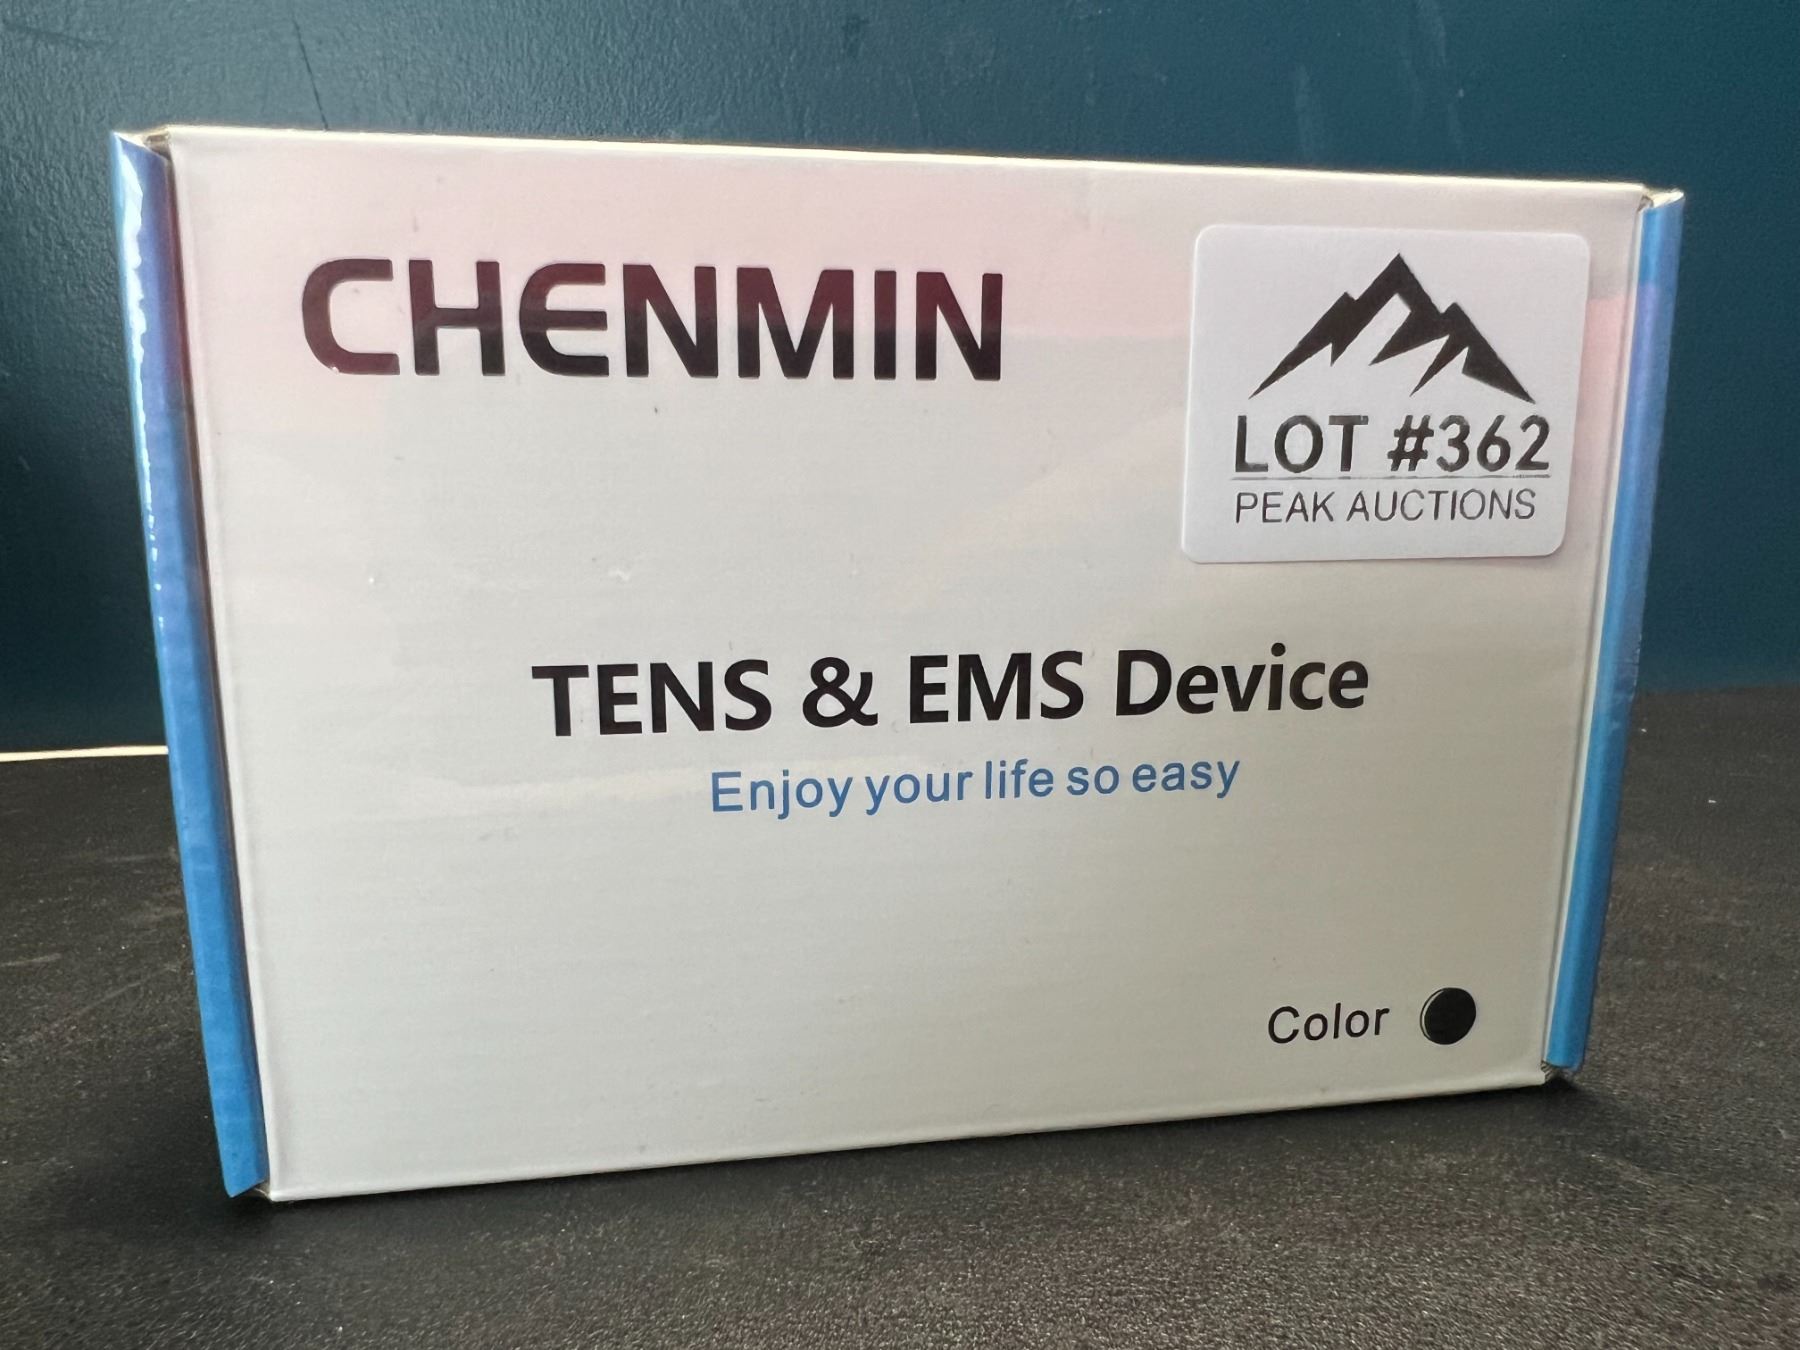 CHENMIN
LOT #362
PEAK AUCTIONS
TENS & EMS Device
Enjoy your life so easy
Color